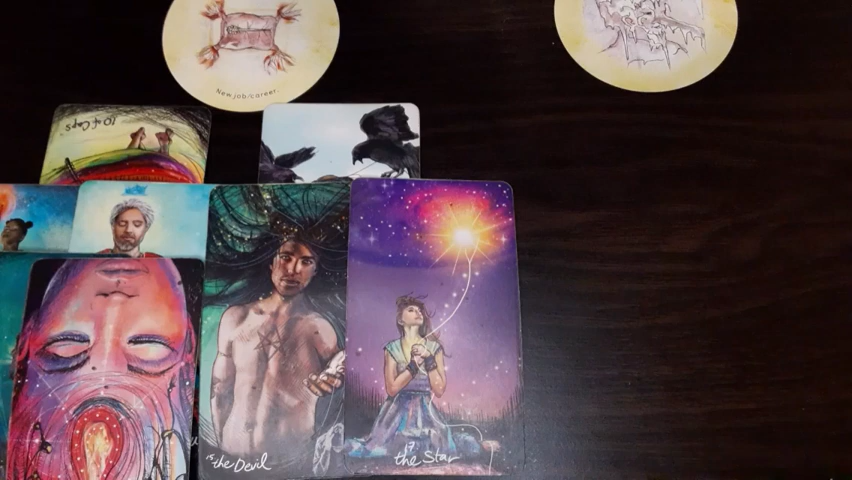 New job/career.
10 of Cups
15
the Devil
17
the Star